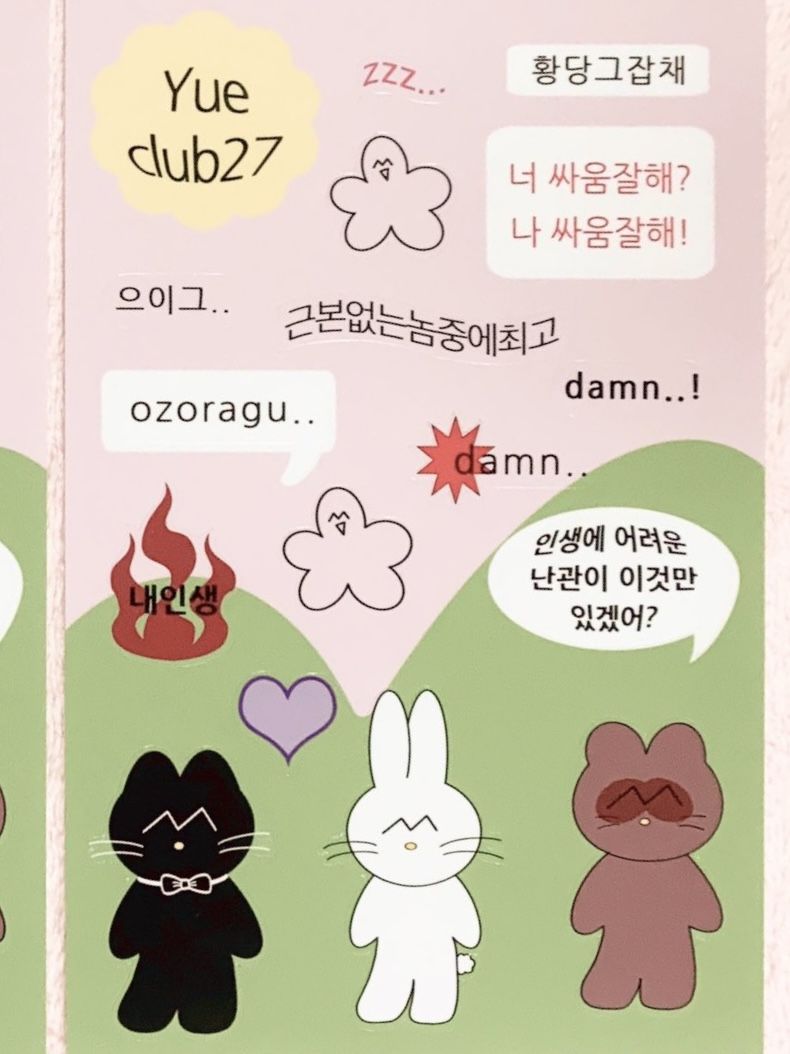 Yue
club27
zzz...
황당그잡채
너 싸움잘해?
나 싸움잘해!
으이그..
근본없는놈중에최고
damn..!
ozoragu..
damn..
인생에 어려운
난관이 이것만
있겠어?
내인생